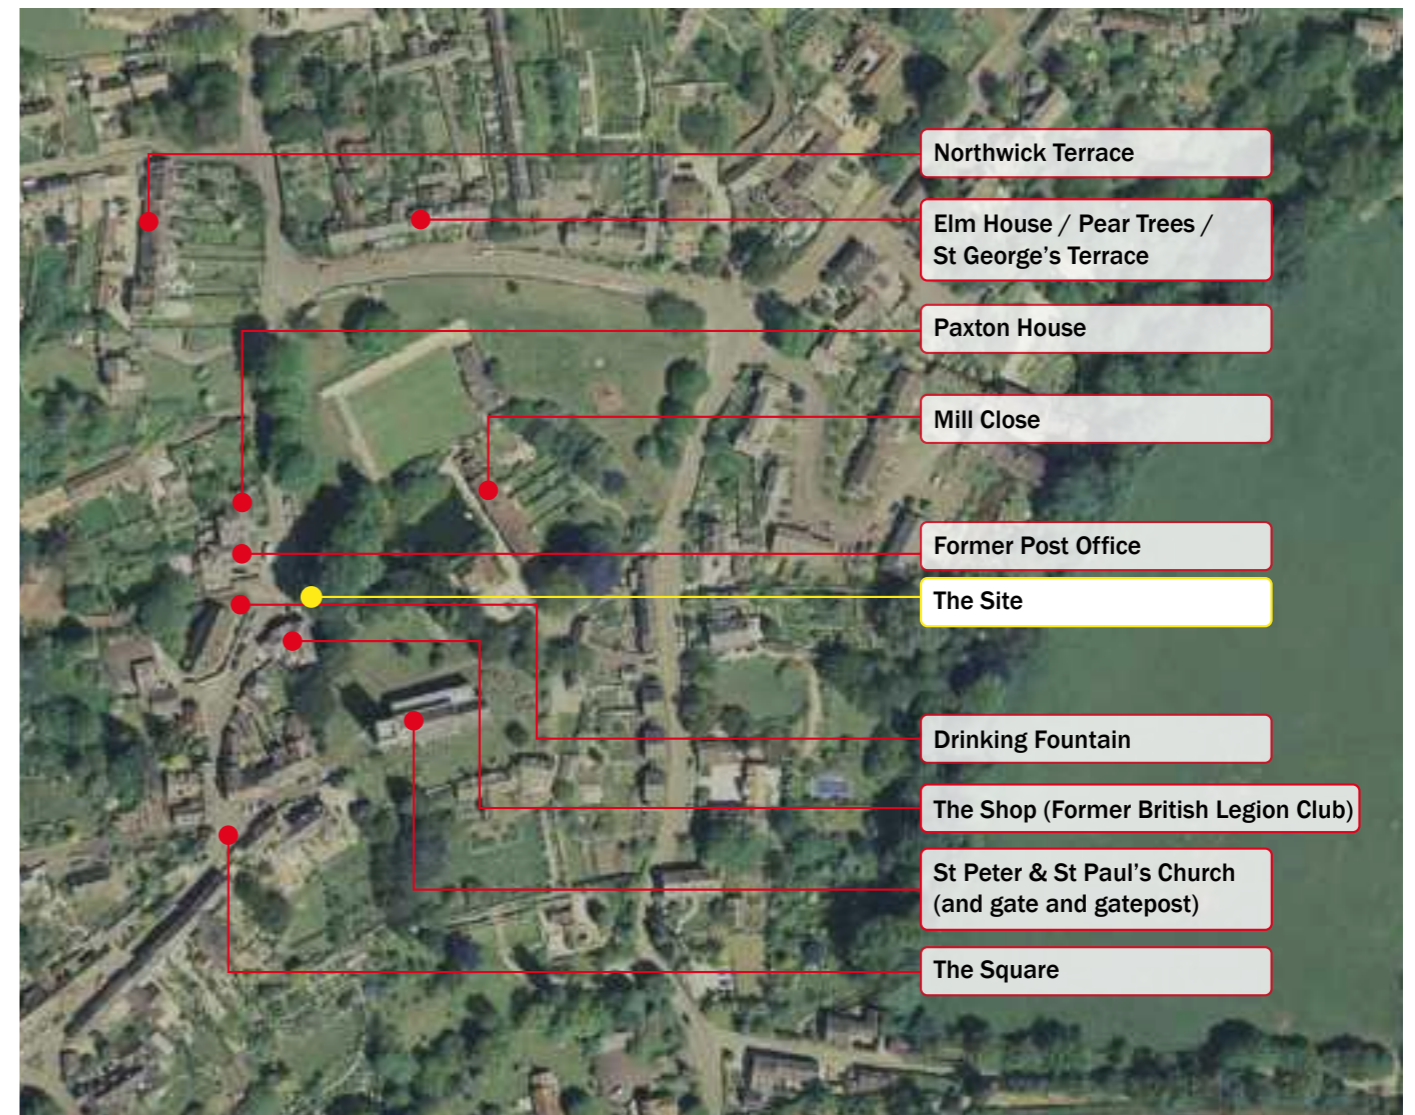 Northwick Terrace
Elm House / Pear Trees /
St George's Terrace
Paxton House
Mill Close
Former Post Office
The Site
Drinking Fountain
The Shop (Former British Legion Club)
St Peter & St Paul's Church
(and gate and gatepost)
The Square